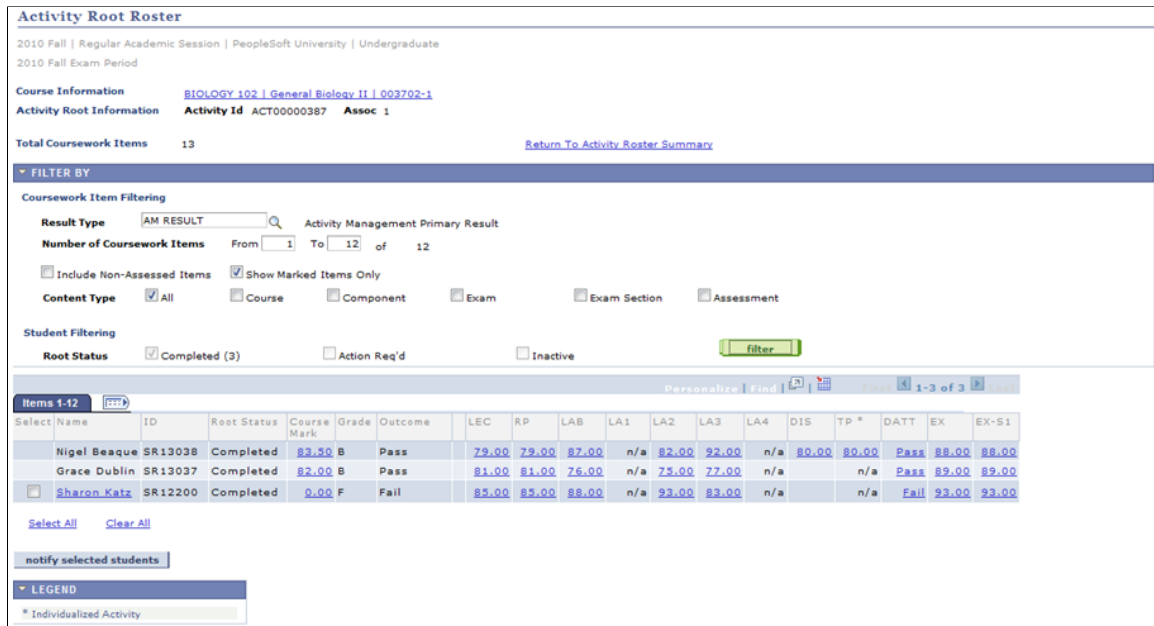 Activity Root Roster
2010 Fall | Regular Academic Session | PeopleSoft University | Undergraduate
2010 Fall Exam Period
Course Information BIOLOGY 102 | General Biology II | 003702-1
Activity Root Information Activity Id ACT00000387 Assoc 1
Total Coursework Items 13 Return To Activity Roster Summary
FILTER BY
Coursework Item Filtering
Result Type AM RESULT Activity Management Primary Result
Number of Coursework Items From 1 To 12 of 12
Include Non-Assessed Items Show Marked Items Only
Content Type All Course Component Exam Exam Section Assessment
Student Filtering
Root Status Completed (3) Action Req'd Inactive filter
Personalize | Find | | First 1-3 of 3 Last
Items 1-12
Select Name ID Root Status Course Mark Grade Outcome LEC RP LAB LA1 LA2 LA3 LA4 DIS TP * DATT EX EX-S1
Nigel Beaque SR13038 Completed 83.50 B Pass 79.00 79.00 87.00 n/a 82.00 92.00 n/a 80.00 80.00 Pass 88.00 88.00
Grace Dublin SR13037 Completed 82.00 B Pass 81.00 81.00 76.00 n/a 75.00 77.00 n/a n/a Pass 89.00 89.00
Sharon Katz SR12200 Completed 0.00 F Fail 85.00 85.00 88.00 n/a 93.00 83.00 n/a n/a Fail 93.00 93.00
Select All Clear All
notify selected students
LEGEND
* Individualized Activity